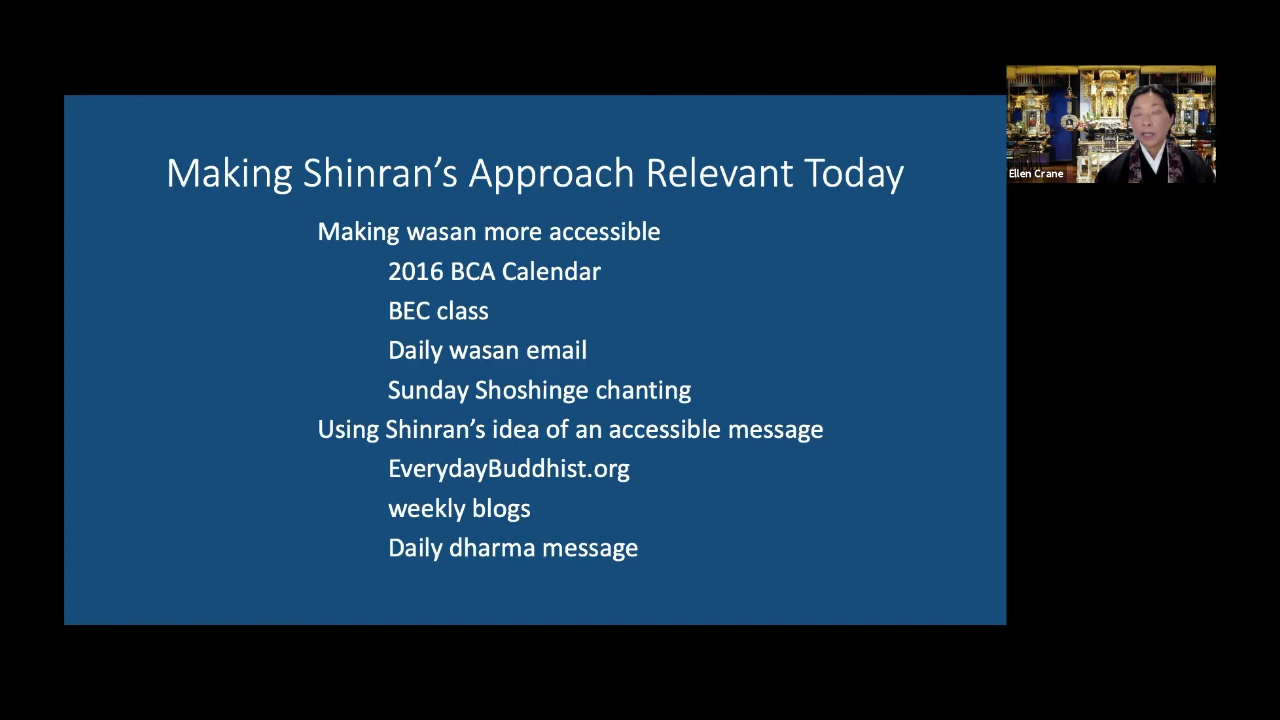 Making Shinran’s Approach Relevant Today
Making wasan more accessible
2016 BCA Calendar
BEC class
Daily wasan email
Sunday Shoshinge chanting
Using Shinran’s idea of an accessible message
EverydayBuddhist.org
weekly blogs
Daily dharma message
Ellen Crane